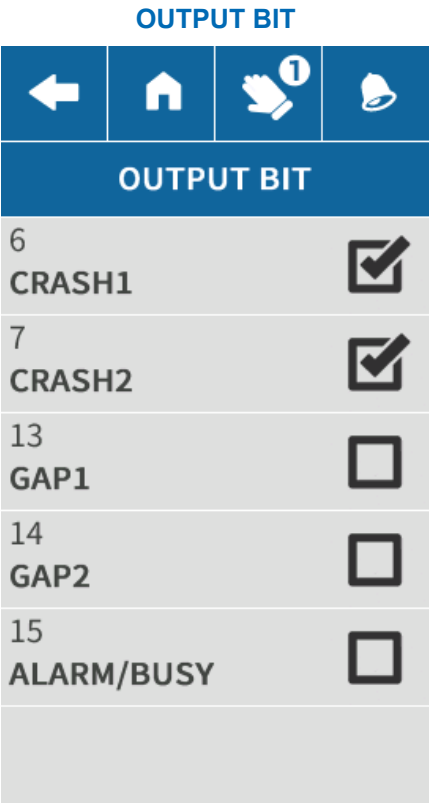 OUTPUT BIT
1
OUTPUT BIT
6
CRASH1
7
CRASH2
13
GAP1
14
GAP2
15
ALARM/BUSY